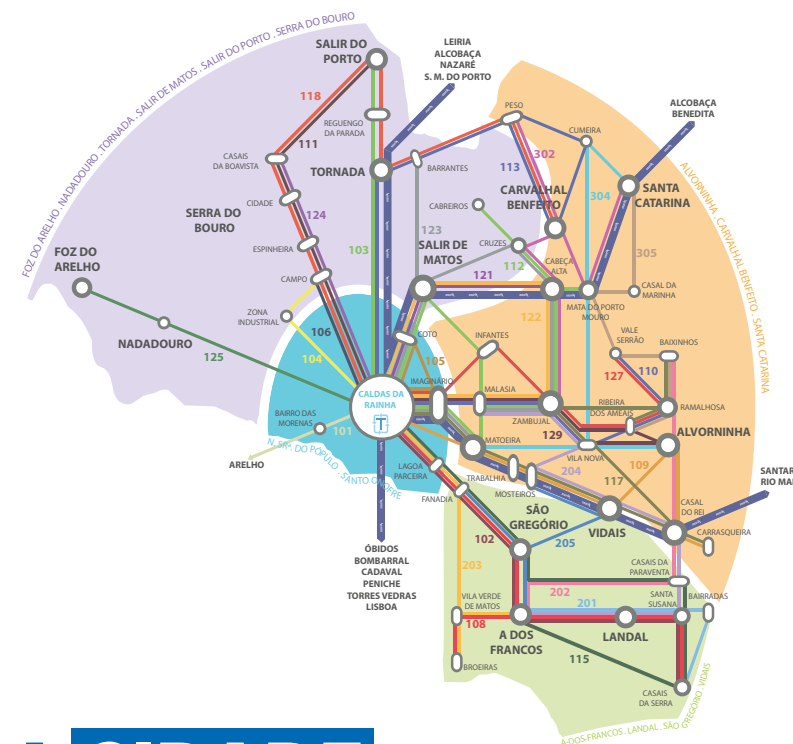 FOZ DO ARELHO . NADADOURO . TORNADA . SALIR DE MATOS . SALIR DO PORTO . SERRA DO BOURO
SALIR DO
PORTO
LEIRIA
ALCOBAÇA
NAZARÉ
S. M. DO PORTO
118
111
REGUENGO
DA PARADA
PESO
CUMEIRA
ALCOBAÇA
BENEDITA
CASAIS
DA BOAVISTA
TORNADA
BARRANTES
113
302
ALVORNINHA . CARVALHAL BENFEITO . SANTA CATARINA
CIDADE
124
SERRA DO
BOURO
CABREIROS
CARVALHAL
BENFEITO
304
SANTA
CATARINA
123
ESPINHEIRA
103
SALIR DE
MATOS
CRUZES
112
CABEÇA
ALTA
305
FOZ DO
ARELHO
CAMPO
121
CASAL DA
MARINHA
ZONA
INDUSTRIAL
122
MATA DO PORTO
MOURO
NADADOURO
106
125
104
COTO
105
INFANTES
VALE
SERRÃO
BAIXINHOS
127
110
IMAGINÁRIO
CALDAS DA
RAINHA
MALASIA
RIBEIRA
DOS AMEAIS
RAMALHOSA
BAIRRO DAS
MORENAS
101
ZAMBUJAL
129
ALVORNINHA
MATOEIRA
VILA NOVA
ARELHO
N. SRª. DO PÓPULO . SANTO ONOFRE
LAGOA
PARCEIRA
TRABALHIA
204
109
117
MOSTEIROS
FANADIA
SANTAR
RIO MAI
SÃO
GREGÓRIO
VIDAIS
CASAL
DO REI
CARRASQUEIRA
102
205
ÓBIDOS
BOMBARRAL
CADAVAL
PENICHE
TORRES VEDRAS
LISBOA
203
CASAIS DA
PARAVENTA
202
VILA VERDE
DE MATOS
201
SANTA
SUSANA
BAIRRADAS
108
A DOS
FRANCOS
LANDAL
115
BROEIRAS
CASAIS
DA SERRA
A-DOS-FRANCOS . LANDAL . SÃO GREGÓRIO . VIDAIS